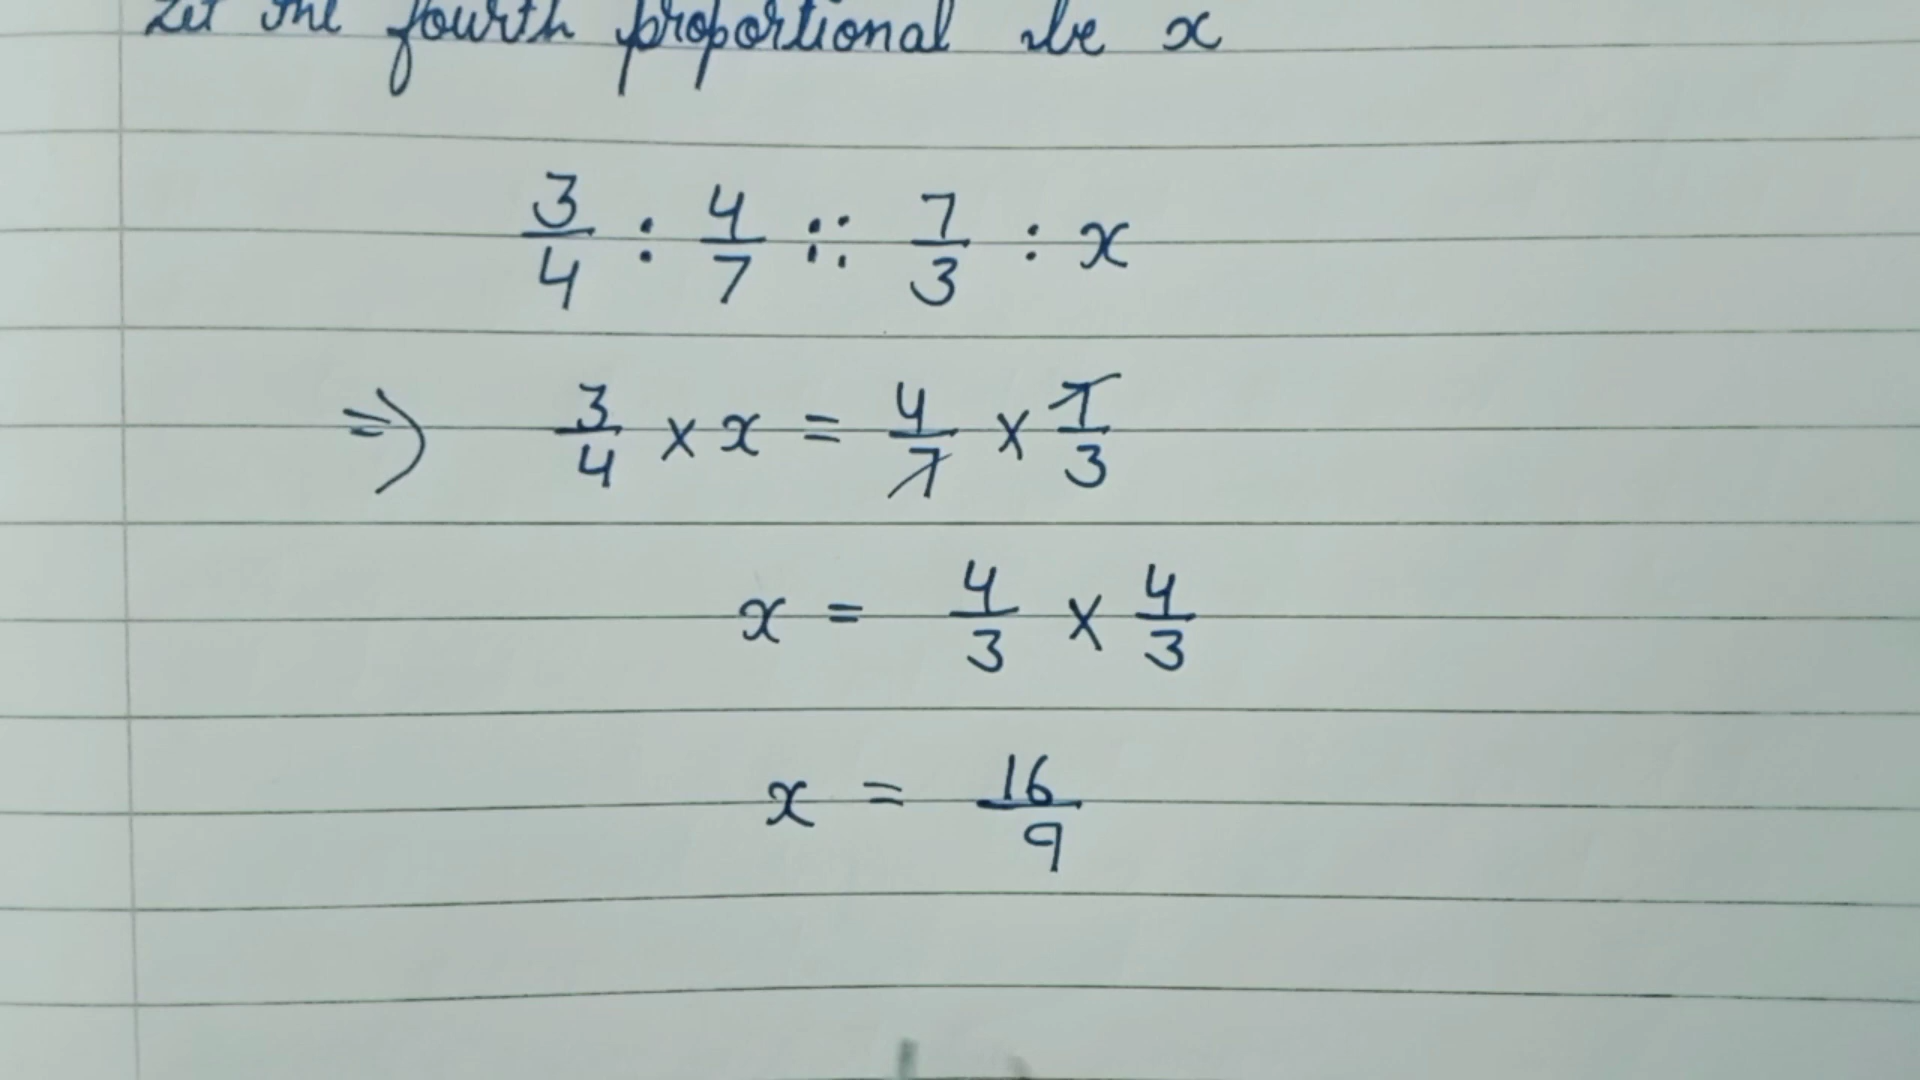 Let the fourth proportional be x
3/4 : 4/7 :: 7/3 : x
⇒ 3/4 × x = 4/7 × 7/3
x = 4/3 × 4/3
x = 16/9